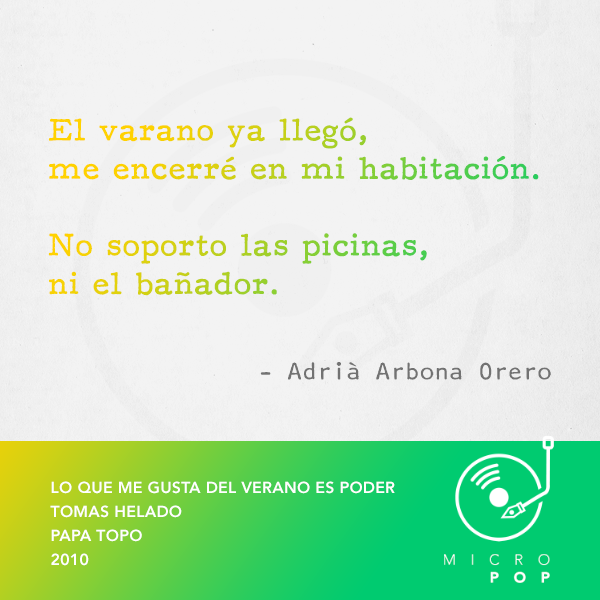 El varano ya llegó,
me encerré en mi habitación.
No soporto las picinas,
ni el bañador.
- Adrià Arbona Orero
LO QUE ME GUSTA DEL VERANO ES PODER
TOMAS HELADO
PAPA TOPO
2010
MICRO
POP